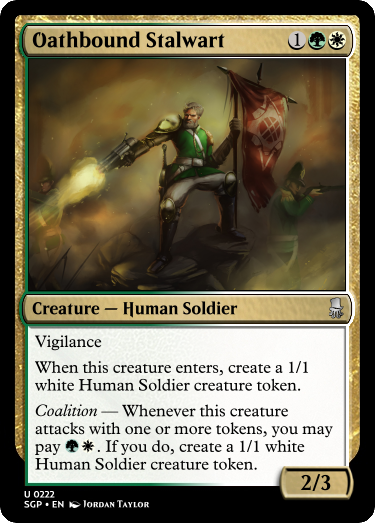 Oathbound Stalwart 1
Creature — Human Soldier
Vigilance
When this creature enters, create a 1/1
white Human Soldier creature token.
Coalition — Whenever this creature
attacks with one or more tokens, you may
pay . If you do, create a 1/1 white
Human Soldier creature token.
2/3
U 0222
SGP • EN Jordan Taylor